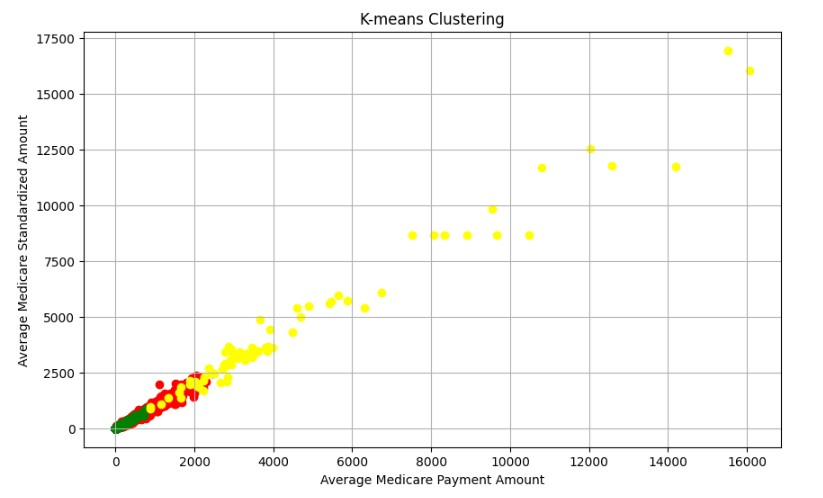 K-means Clustering
17500
15000
12500
10000
7500
5000
2500
0
Average Medicare Standardized Amount
0 2000 4000 6000 8000 10000 12000 14000 16000
Average Medicare Payment Amount